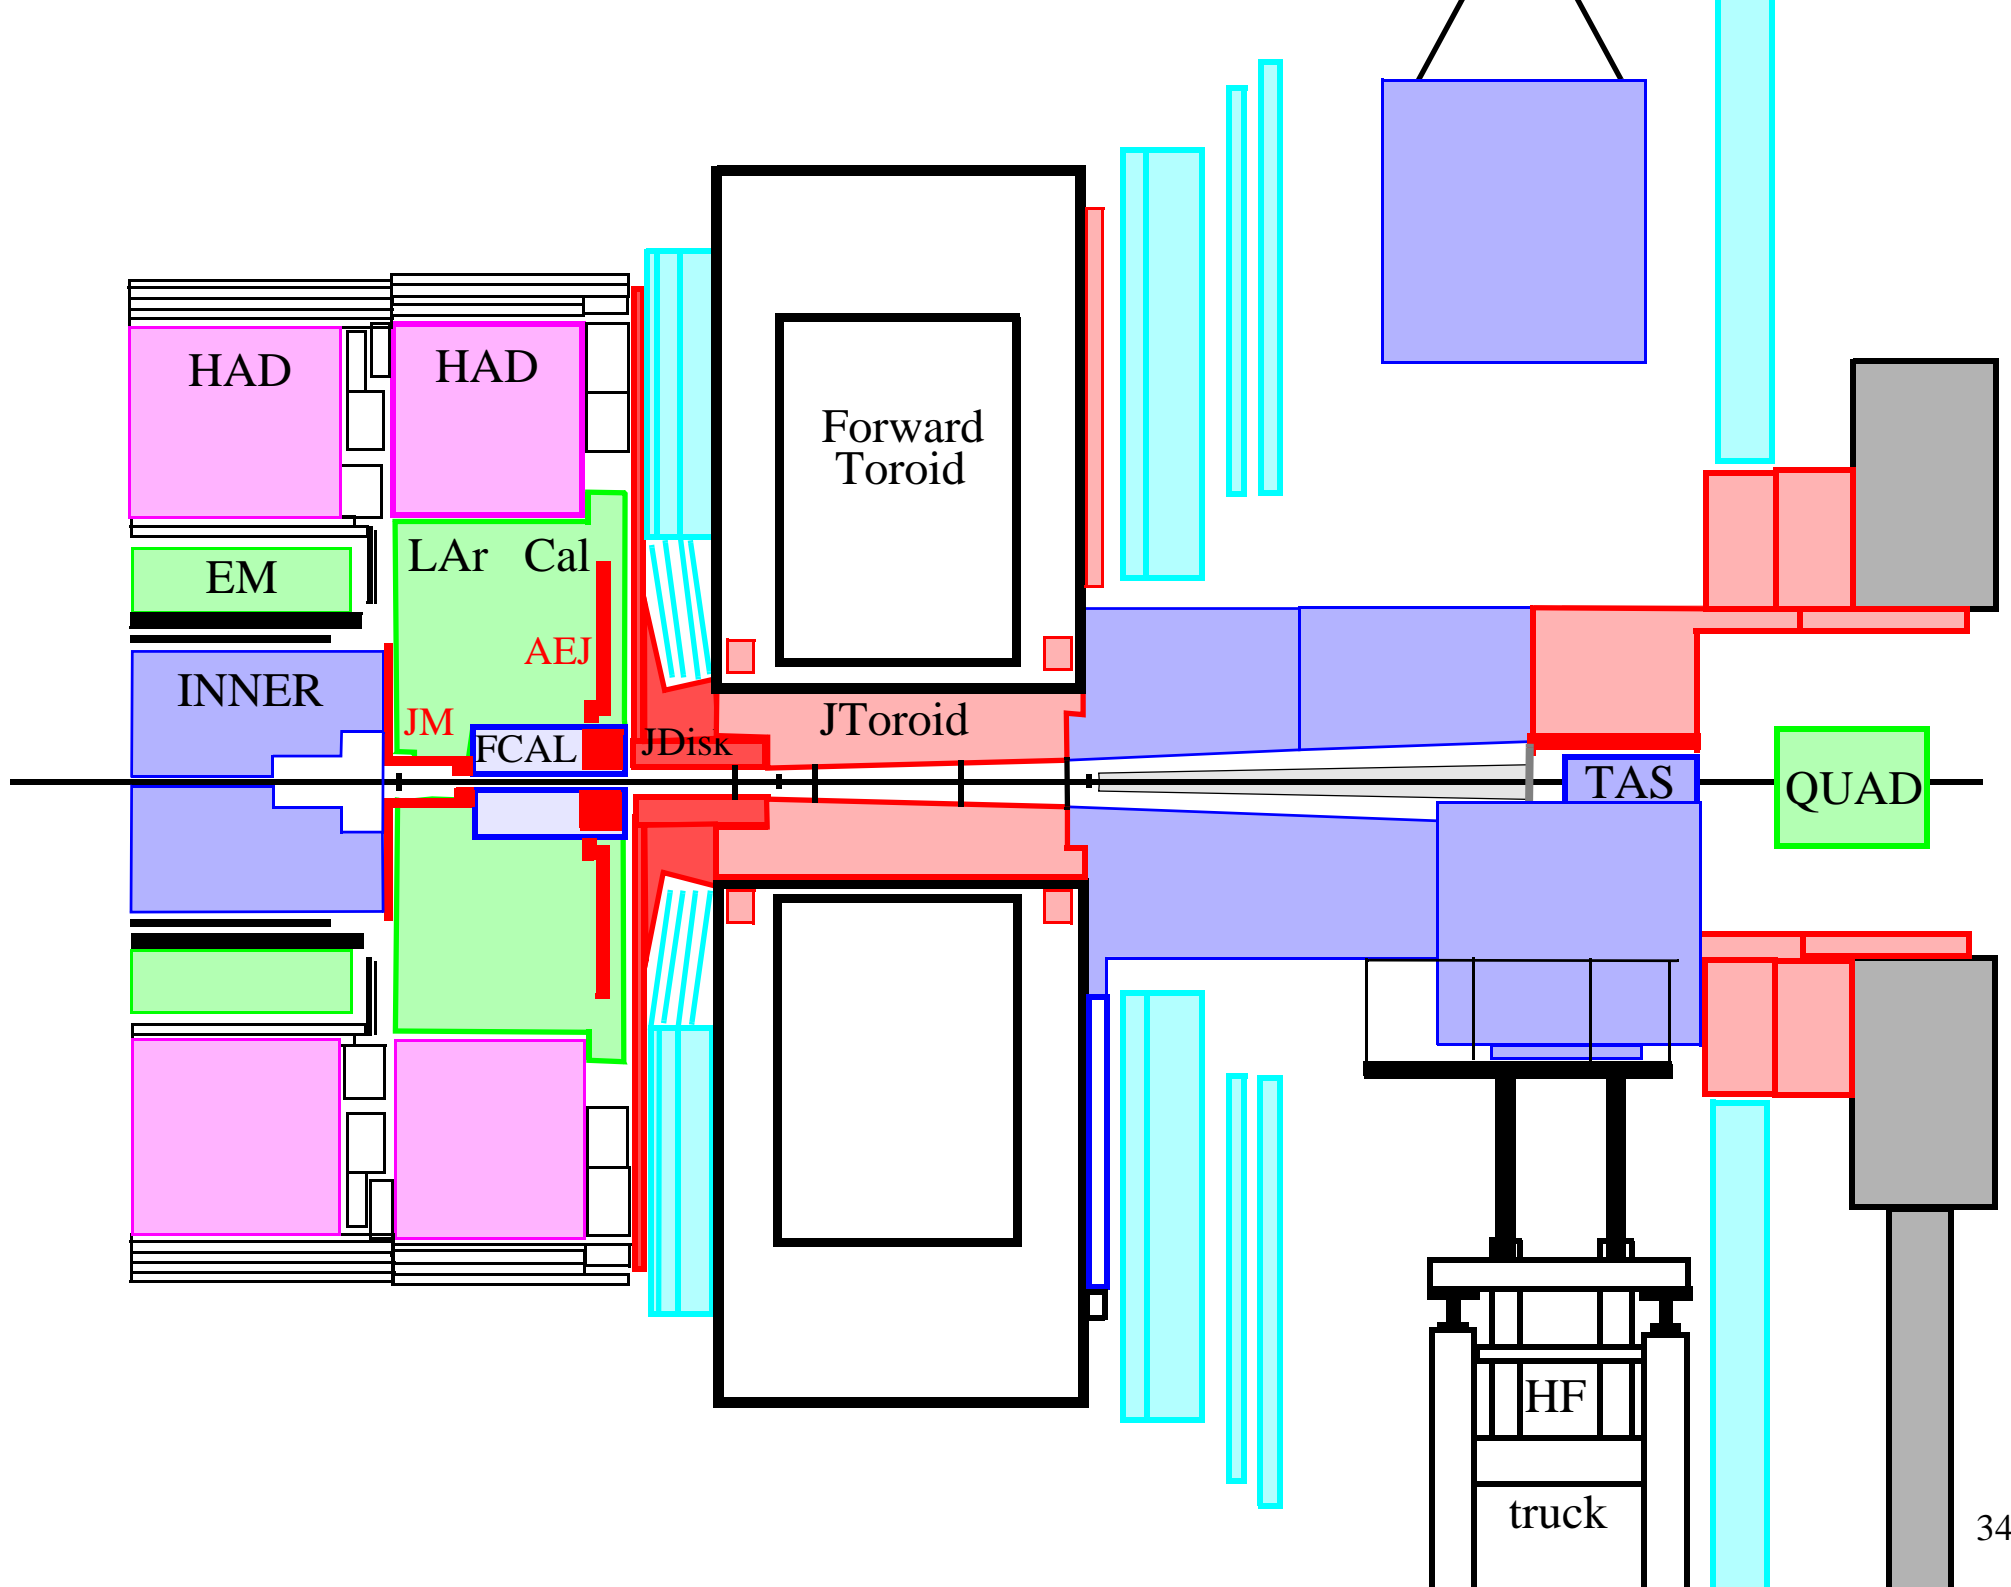 HAD
HAD
Forward
Toroid
LAr Cal
EM
AEJ
INNER
JM
JToroid
FCAL
JDisk
TAS
QUAD
HF
truck
34